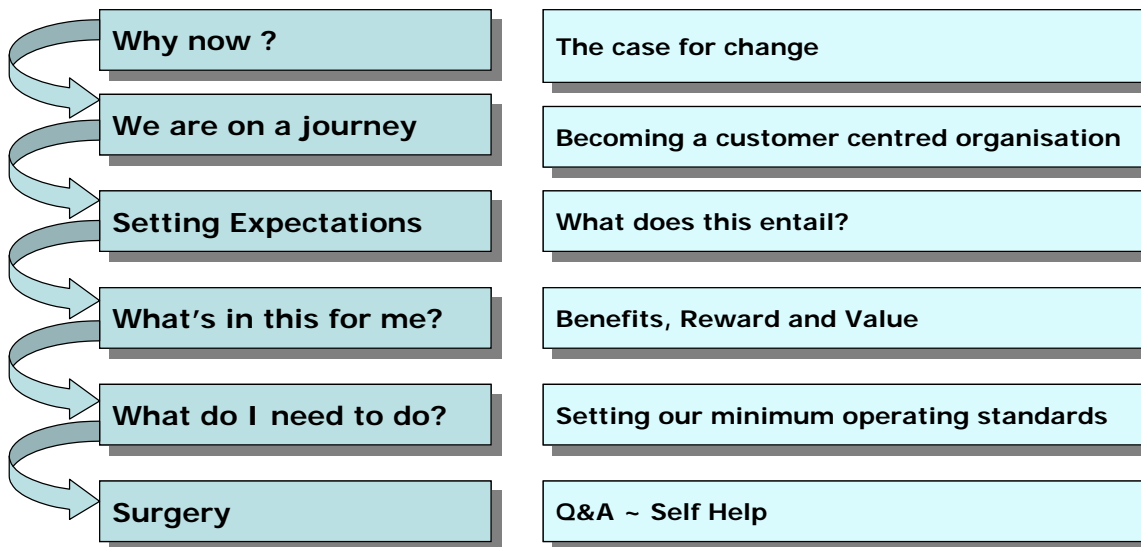 Why now ?
The case for change
We are on a journey
Becoming a customer centred organisation
Setting Expectations
What does this entail?
What's in this for me?
Benefits, Reward and Value
What do I need to do?
Setting our minimum operating standards
Surgery
Q&A ~ Self Help